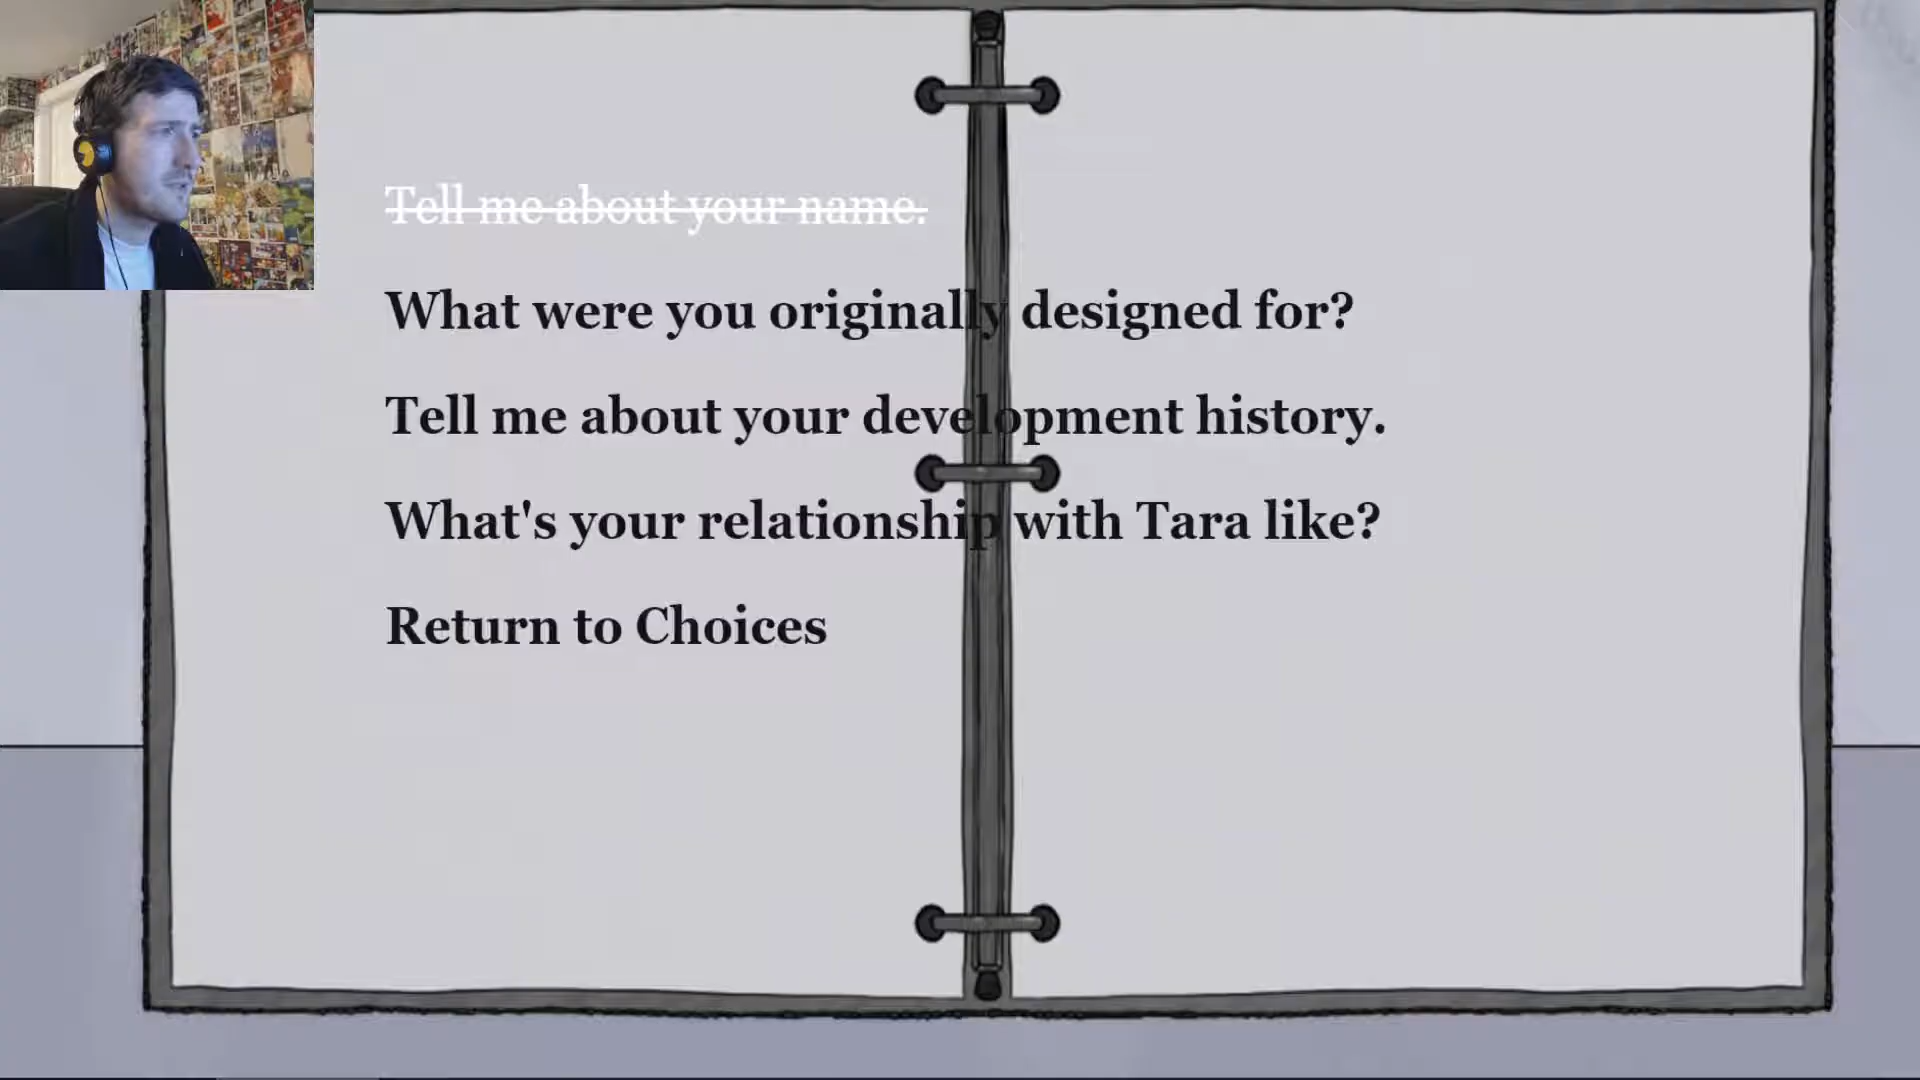 Tell me about your name.
What were you originally designed for?
Tell me about your development history.
What's your relationship with Tara like?
Return to Choices